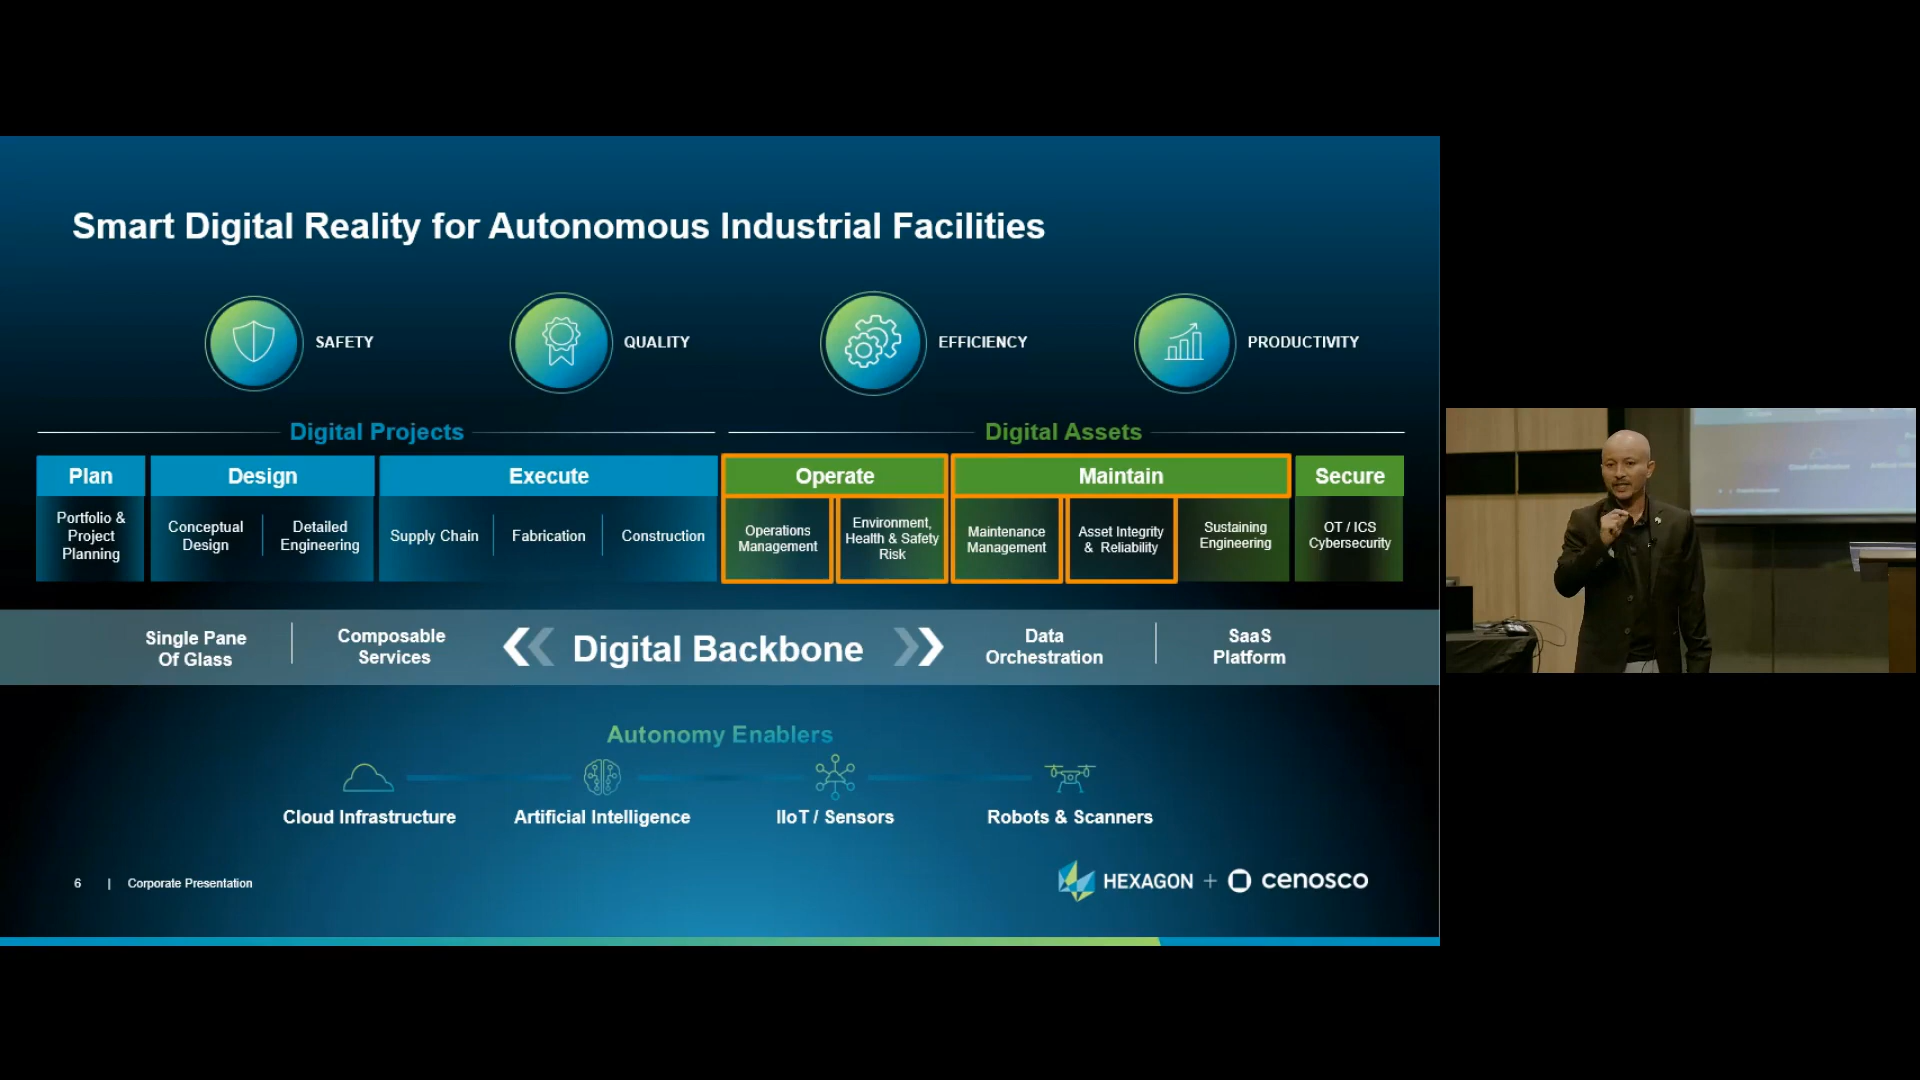 Smart Digital Reality for Autonomous Industrial Facilities
SAFETY
QUALITY
EFFICIENCY
PRODUCTIVITY
Digital Projects
Digital Assets
Plan
Design
Execute
Operate
Maintain
Secure
Portfolio &
Project
Planning
Conceptual
Design
Detailed
Engineering
Supply Chain
Fabrication
Construction
Operations
Management
Environment,
Health & Safety
Risk
Maintenance
Management
Asset Integrity
& Reliability
Sustaining
Engineering
OT / ICS
Cybersecurity
Single Pane
Of Glass
Composable
Services
Digital Backbone
Data
Orchestration
SaaS
Platform
Autonomy Enablers
Cloud Infrastructure
Artificial Intelligence
IIoT / Sensors
Robots & Scanners
6 | Corporate Presentation
HEXAGON + cenosco